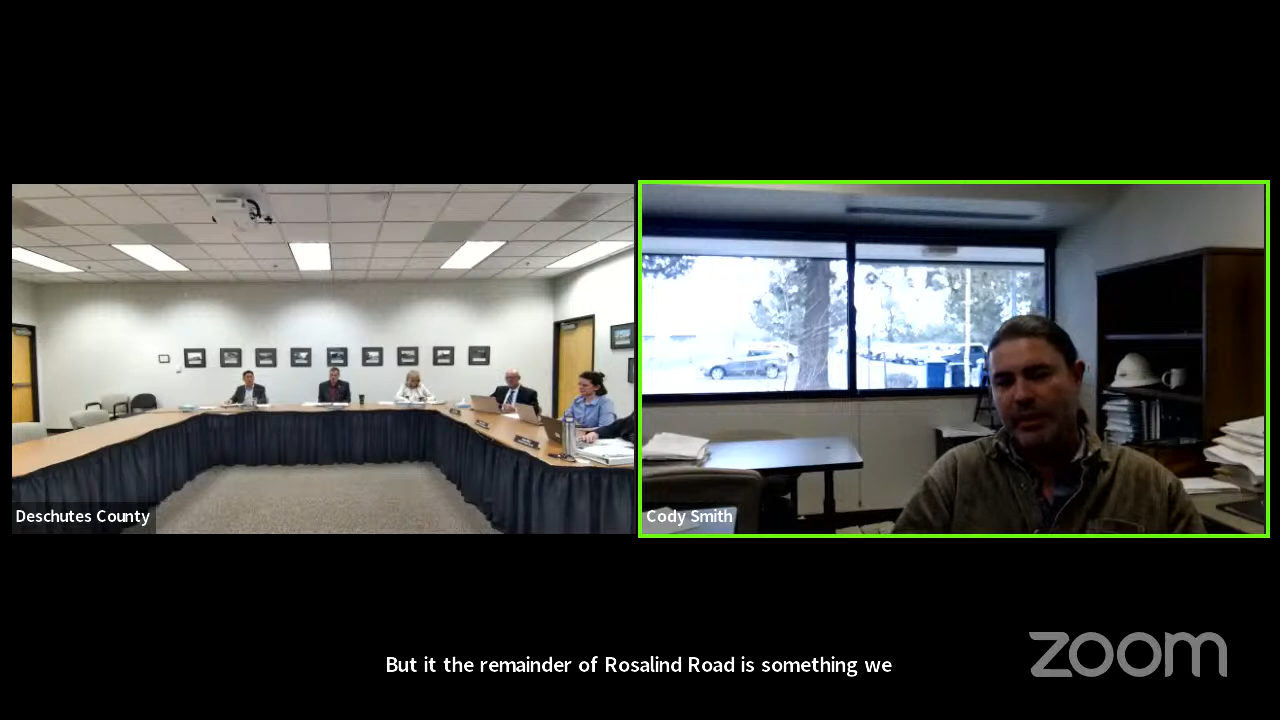 Deschutes County
Cody Smith
But it the remainder of Rosalind Road is something we
zoom